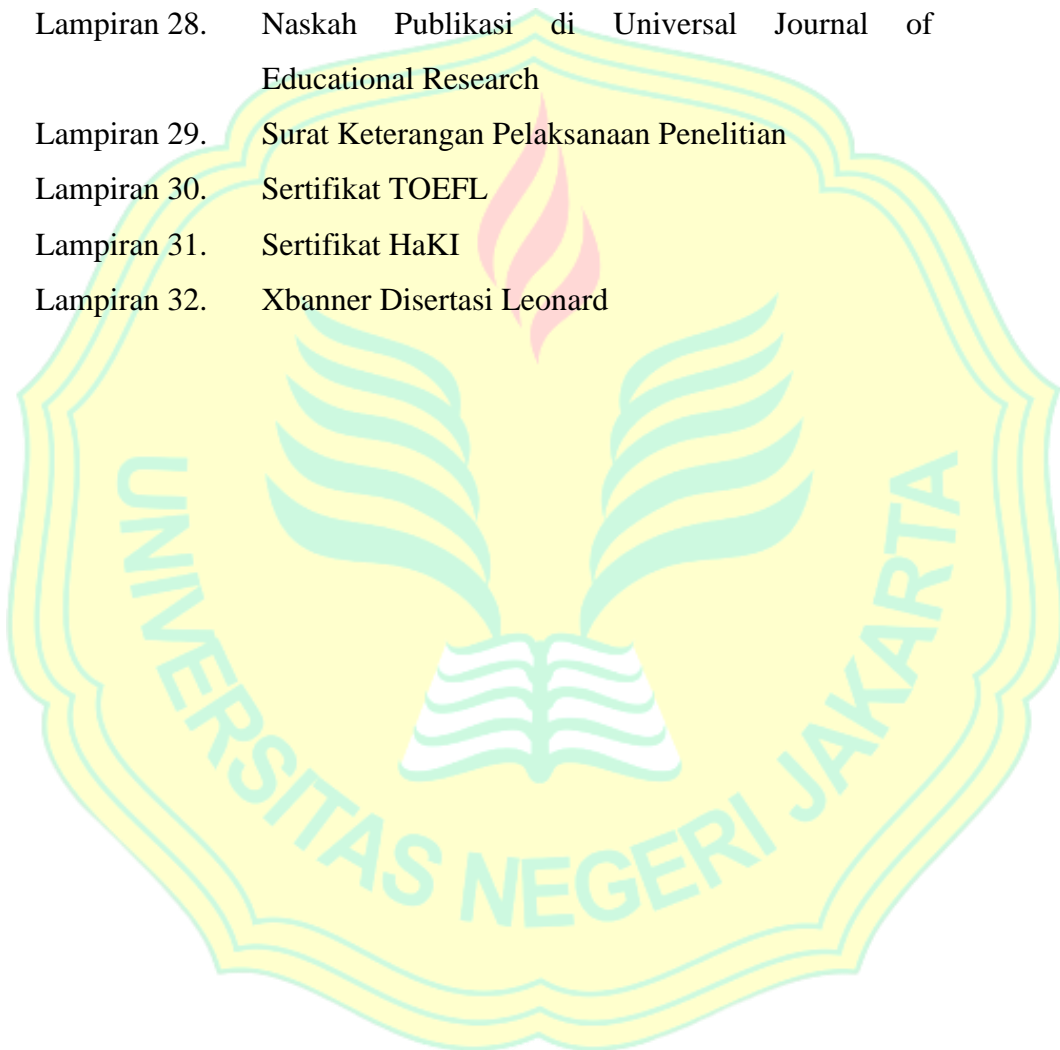 Lampiran 28. Naskah Publikasi di Universal Journal of
Educational Research
Lampiran 29. Surat Keterangan Pelaksanaan Penelitian
Lampiran 30. Sertifikat TOEFL
Lampiran 31. Sertifikat HaKI
Lampiran 32. Xbanner Disertasi Leonard
UNIVERSITAS NEGERI JAKARTA